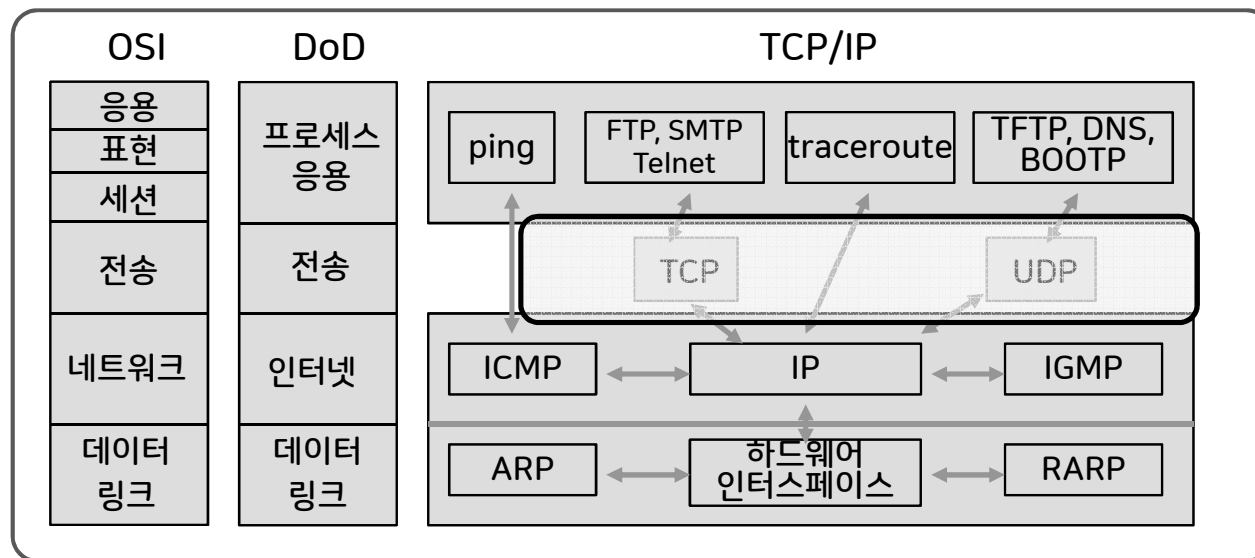 OSI
DoD
TCP/IP
응용
표현
세션
전송
네트워크
데이터
링크
프로세스
응용
전송
인터넷
데이터
링크
ping
FTP, SMTP
Telnet
traceroute
TFTP, DNS,
BOOTP
TCP
UDP
ICMP
IP
IGMP
ARP
하드웨어
인터스페이스
RARP